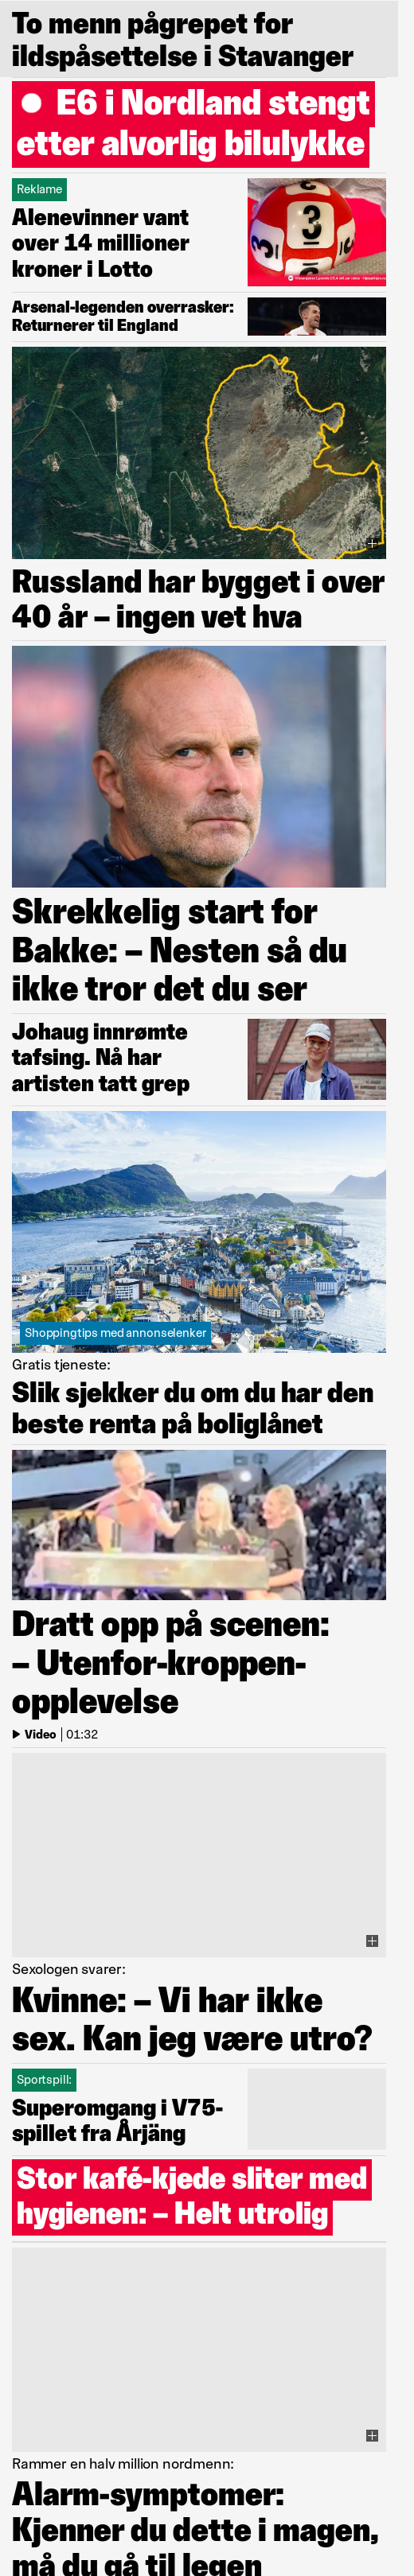 To menn pågrepet for
ildspåsettelse i Stavanger
E6 i Nordland stengt
etter alvorlig bilulykke
Reklame
Alenevinner vant
over 14 millioner
kroner i Lotto
3
3
3
Arsenal-legenden overrasker:
Returnerer til England
Russland har bygget i over
40 år – ingen vet hva
Skrekkelig start for
Bakke: – Nesten så du
ikke tror det du ser
Johaug innrømte
tafsing. Nå har
artisten tatt grep
Shoppingtips med annonselenker
Gratis tjeneste:
Slik sjekker du om du har den
beste renta på boliglånet
Dratt opp på scenen:
– Utenfor-kroppen-
opplevelse
Video | 01:32
Sexologen svarer:
Kvinne: – Vi har ikke
sex. Kan jeg være utro?
Sportspill:
Superomgang i V75-
spillet fra Årjäng
Stor kafé-kjede sliter med
hygienen: – Helt utrolig
Rammer en halv million nordmenn:
Alarm-symptomer:
Kjenner du dette i magen,
må du gå til legen